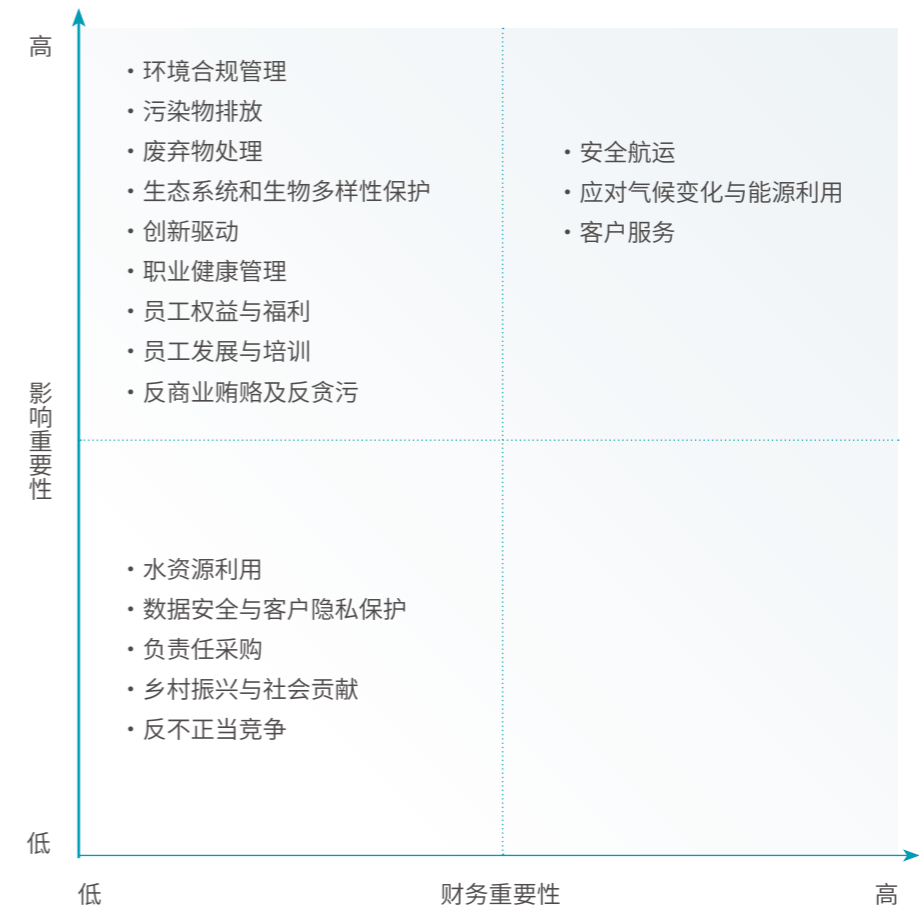 高
• 环境合规管理
• 污染物排放
• 废弃物处理
• 生态系统和生物多样性保护
• 创新驱动
• 职业健康管理
• 员工权益与福利
• 员工发展与培训
• 反商业贿赂及反贪污
• 安全航运
• 应对气候变化与能源利用
• 客户服务
影响重要性
• 水资源利用
• 数据安全与客户隐私保护
• 负责任采购
• 乡村振兴与社会贡献
• 反不正当竞争
低
低
财务重要性
高